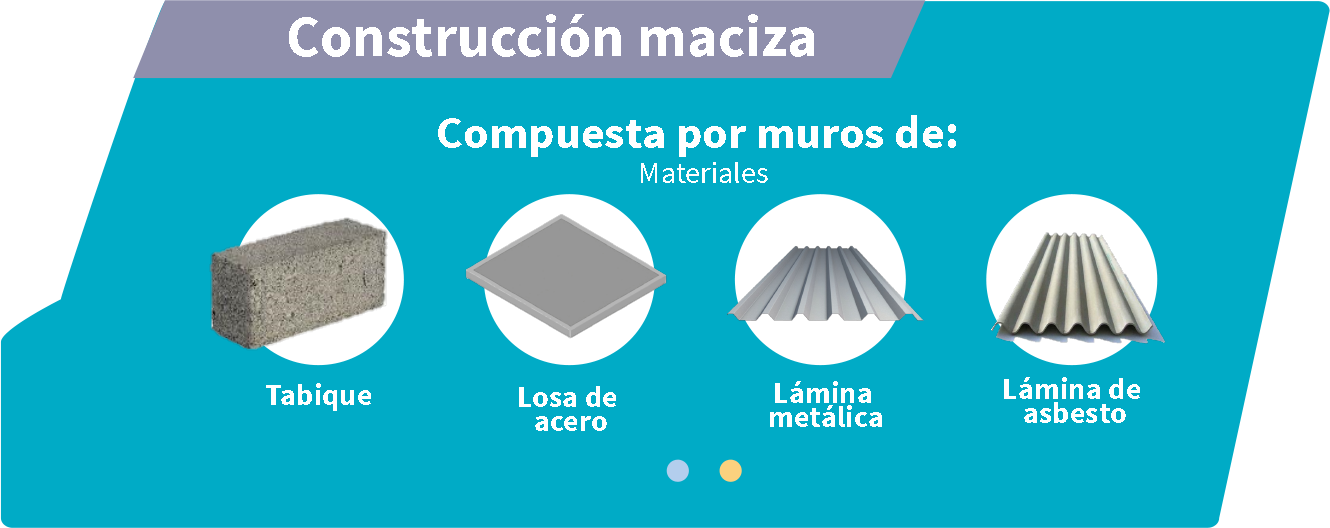 Construcción maciza
Compuesta por muros de:
Materiales
Tabique
Losa de
acero
Lámina
metálica
Lámina de
asbesto